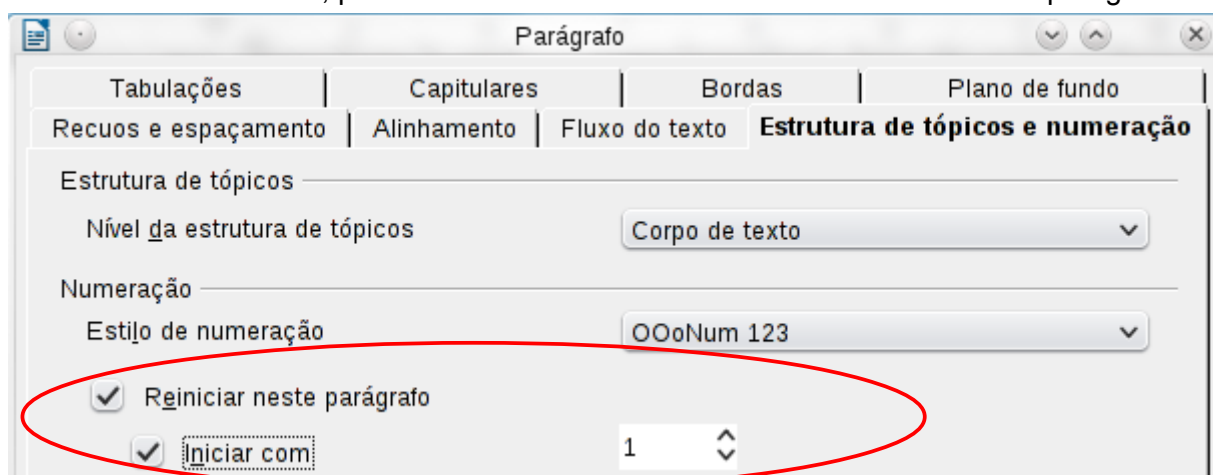 Parágrafo
Tabulações Capitulares Bordas Plano de fundo
Recuos e espaçamento Alinhamento Fluxo do texto Estrutura de tópicos e numeração
Estrutura de tópicos
Nível da estrutura de tópicos Corpo de texto
Numeração
Estilo de numeração OOoNum 123
Reiniciar neste parágrafo
Iniciar com 1